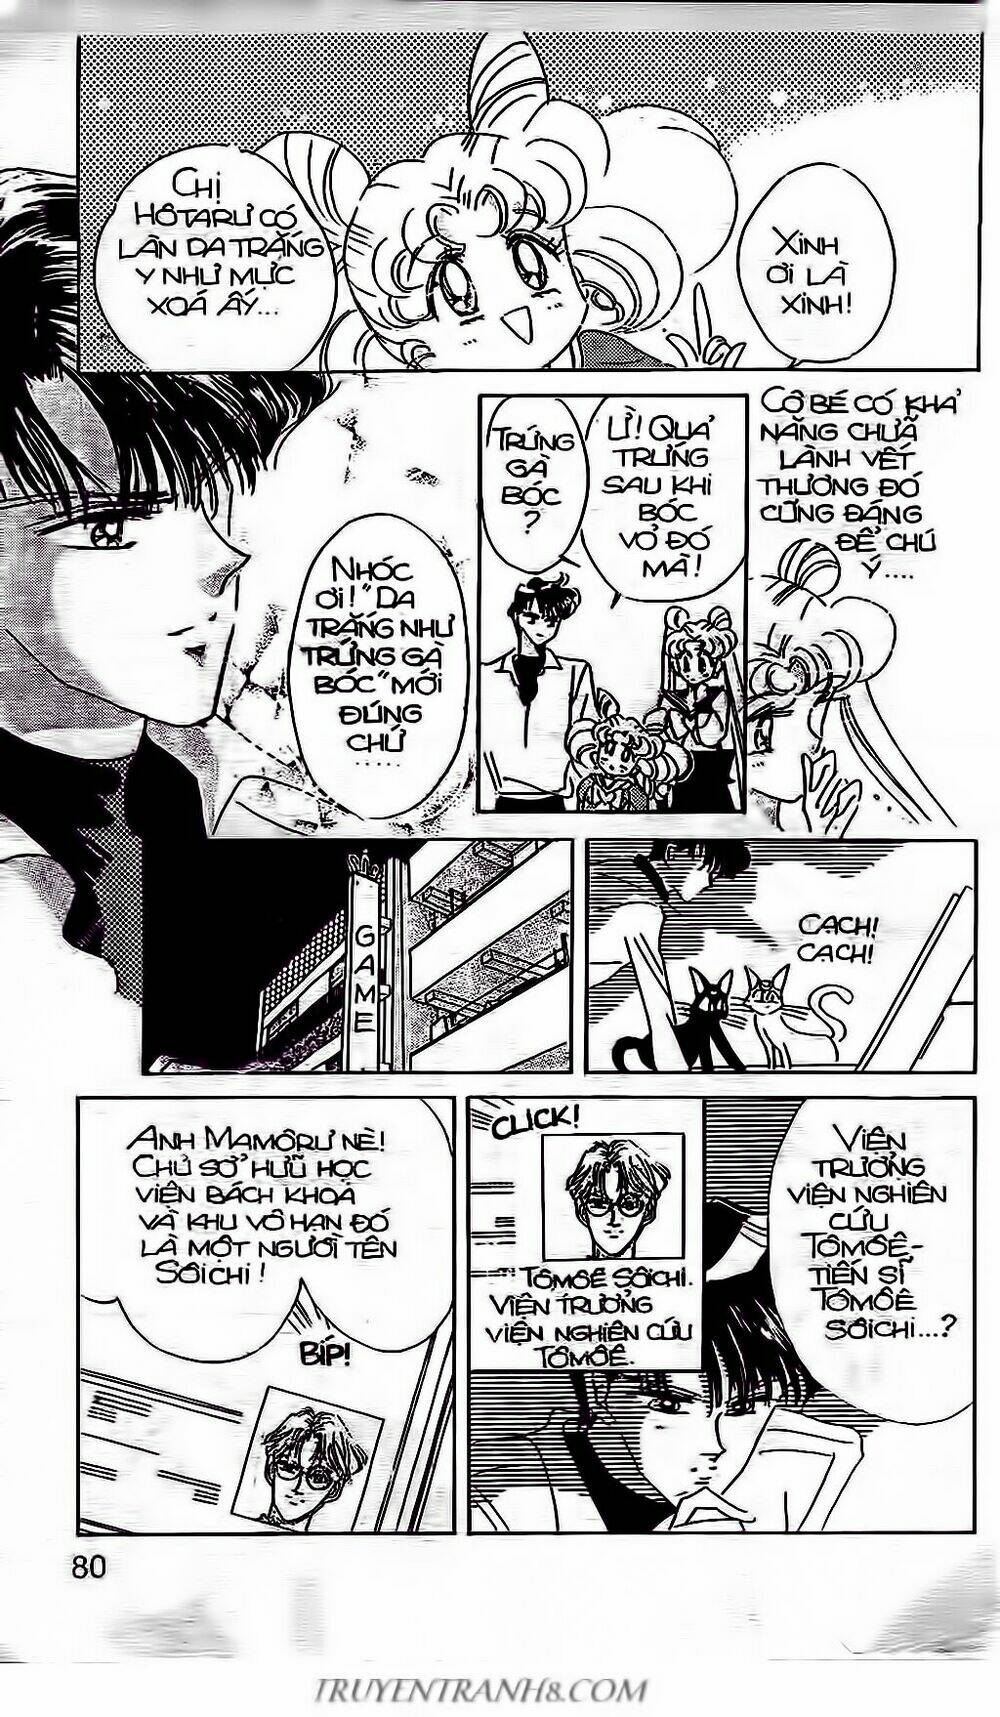 XINH
ƠI LÀ
XINH!
CHỊ
HÔTARƯ CÓ
LÀN DA TRẮNG
Y NHƯ MỰC
XOÁ ẤY...
CÔ BÉ CÓ KHẢ
NĂNG CHỮA
LÀNH VẾT
THƯƠNG ĐÓ
CŨNG ĐÁNG
ĐỂ CHÚ
Ý....
Ừ! QUẢ
TRỨNG
SAU KHI
BÓC
VỎ ĐÓ
MÀ!
TRỨNG
GÀ
BÓC
?
NHÓC
ƠI! "DA
TRẮNG NHƯ
TRỨNG GÀ
BÓC" MỚI
ĐÚNG
CHỨ
......
GAME
CẠCH!
CẠCH!
ANH MAMÔRƯ NÈ!
CHỦ SỞ HƯŨ HỌC
VIỆN BÁCH KHOA
VÀ KHU VÔ HẠN ĐÓ
LÀ MỘT NGƯỜI TÊN
SÔICHI!
BÍP!
CLICK!
TÔMÔÊ SÔICHI.
VIỆN TRƯỞNG
VIỆN NGHIÊN CỨU
TÔMÔÊ.
VIỆN
TRƯỞNG
VIỆN NGHIÊN
CỨU
TÔMÔÊ-
TIẾN SĨ
TÔMÔÊ
SÔICHI...?
80
TRUYENTRANH8.COM